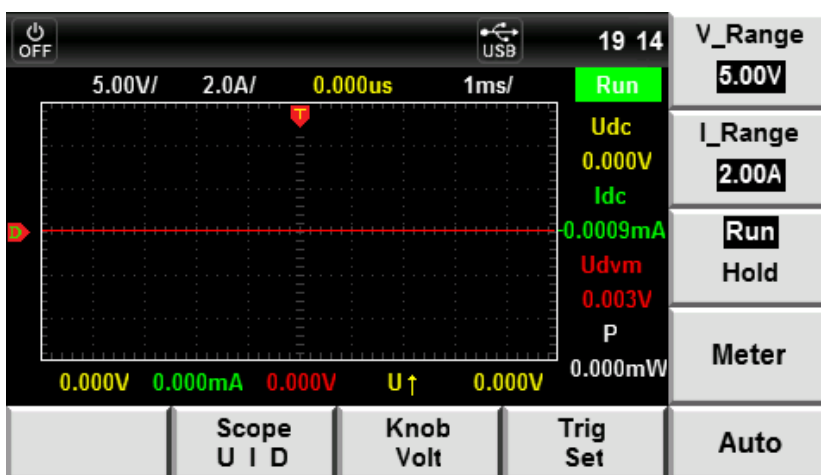 OFF
USB
19 14
5.00V/ 2.0A/ 0.000us 1ms/ Run
T
D
Udc
0.000V
Idc
-0.0009mA
Udvm
0.003V
P
0.000mW
0.000V 0.000mA 0.000V U↑ 0.000V
V_Range
5.00V
I_Range
2.00A
Run
Hold
Meter
Auto
Scope
U I D
Knob
Volt
Trig
Set